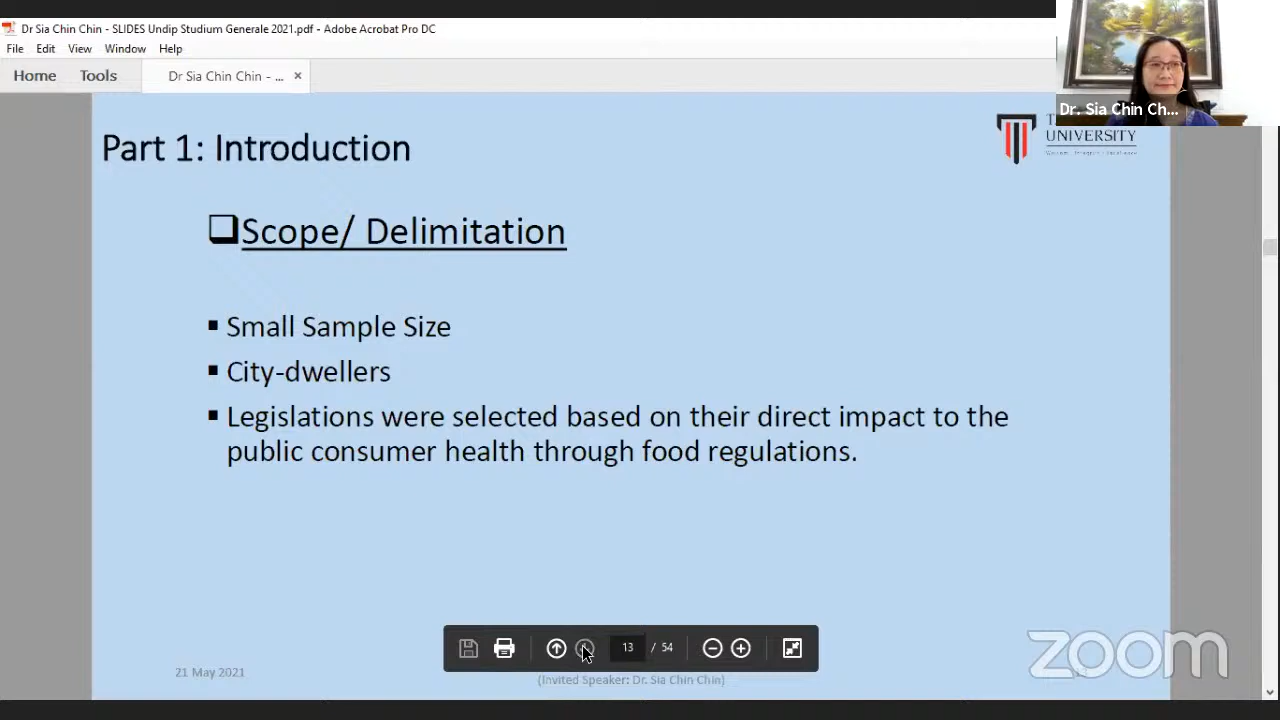 Dr Sia Chin Chin - SLIDES Undip Studium Generale 2021.pdf - Adobe Acrobat Pro DC
File Edit View Window Help
Home Tools Dr Sia Chin Chin - ... ×
Dr. Sia Chin Ch...
UNIVERSITY
Part 1: Introduction
Scope/ Delimitation
Small Sample Size
City-dwellers
Legislations were selected based on their direct impact to the
public consumer health through food regulations.
13 / 54
21 May 2021
(Invited Speaker: Dr. Sia Chin Chin)
zoom